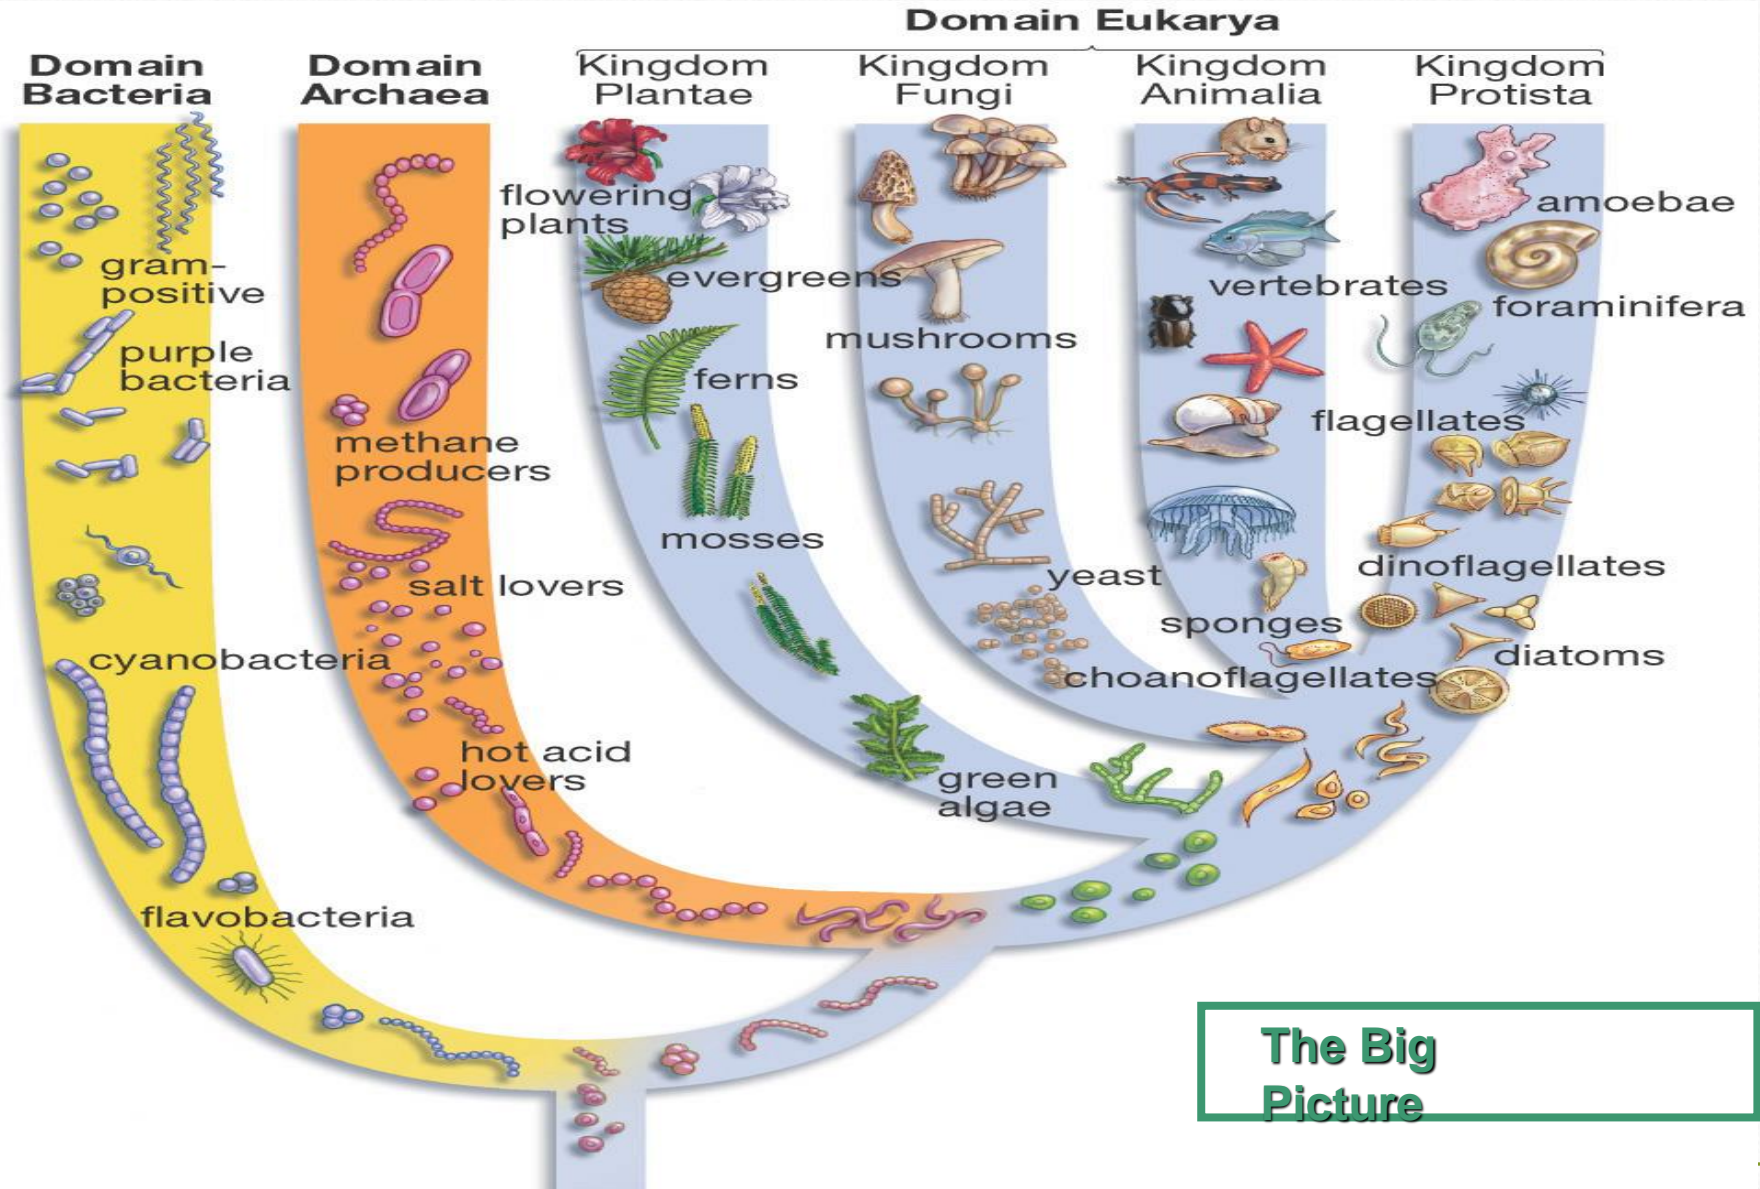 Domain Eukarya
Domain
Bacteria
Domain
Archaea
Kingdom
Plantae
Kingdom
Fungi
Kingdom
Animalia
Kingdom
Protista
gram-
positive
purple
bacteria
cyanobacteria
flavobacteria
methane
producers
salt lovers
hot acid
lovers
flowering
plants
evergreens
ferns
mosses
green
algae
mushrooms
yeast
vertebrates
sponges
choanoflagellates
amoebae
foraminifera
flagellates
dinoflagellates
diatoms
The Big
Picture